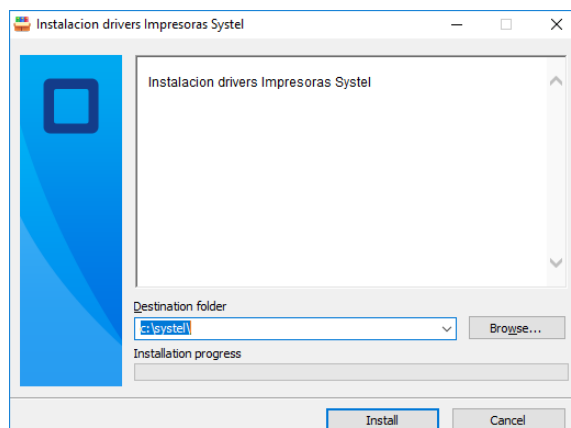 Instalacion drivers Impresoras Systel
Instalacion drivers Impresoras Systel
Destination folder
c:\systel\
Browse...
Installation progress
Install
Cancel